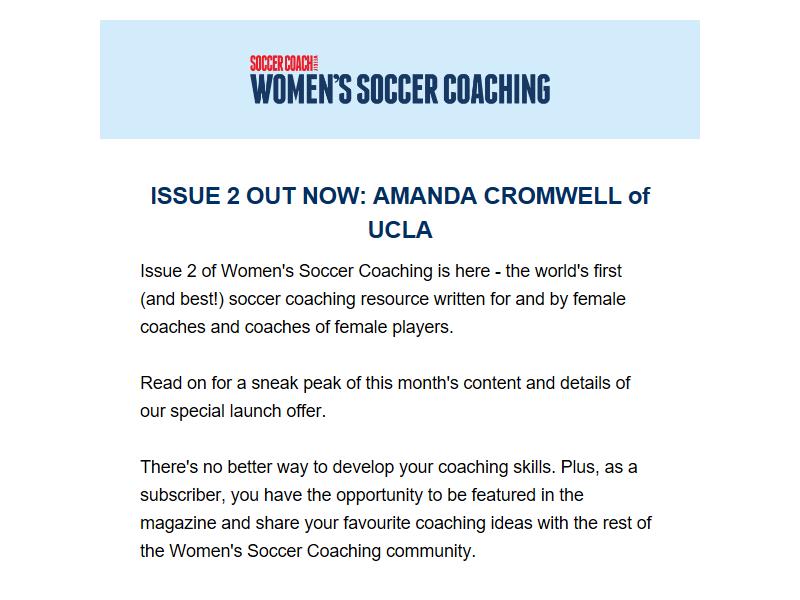 SOCCER COACH WEEKLY
WOMEN'S SOCCER COACHING
ISSUE 2 OUT NOW: AMANDA CROMWELL of
UCLA
Issue 2 of Women's Soccer Coaching is here - the world's first
(and best!) soccer coaching resource written for and by female
coaches and coaches of female players.
Read on for a sneak peak of this month's content and details of
our special launch offer.
There's no better way to develop your coaching skills. Plus, as a
subscriber, you have the opportunity to be featured in the
magazine and share your favourite coaching ideas with the rest of
the Women's Soccer Coaching community.